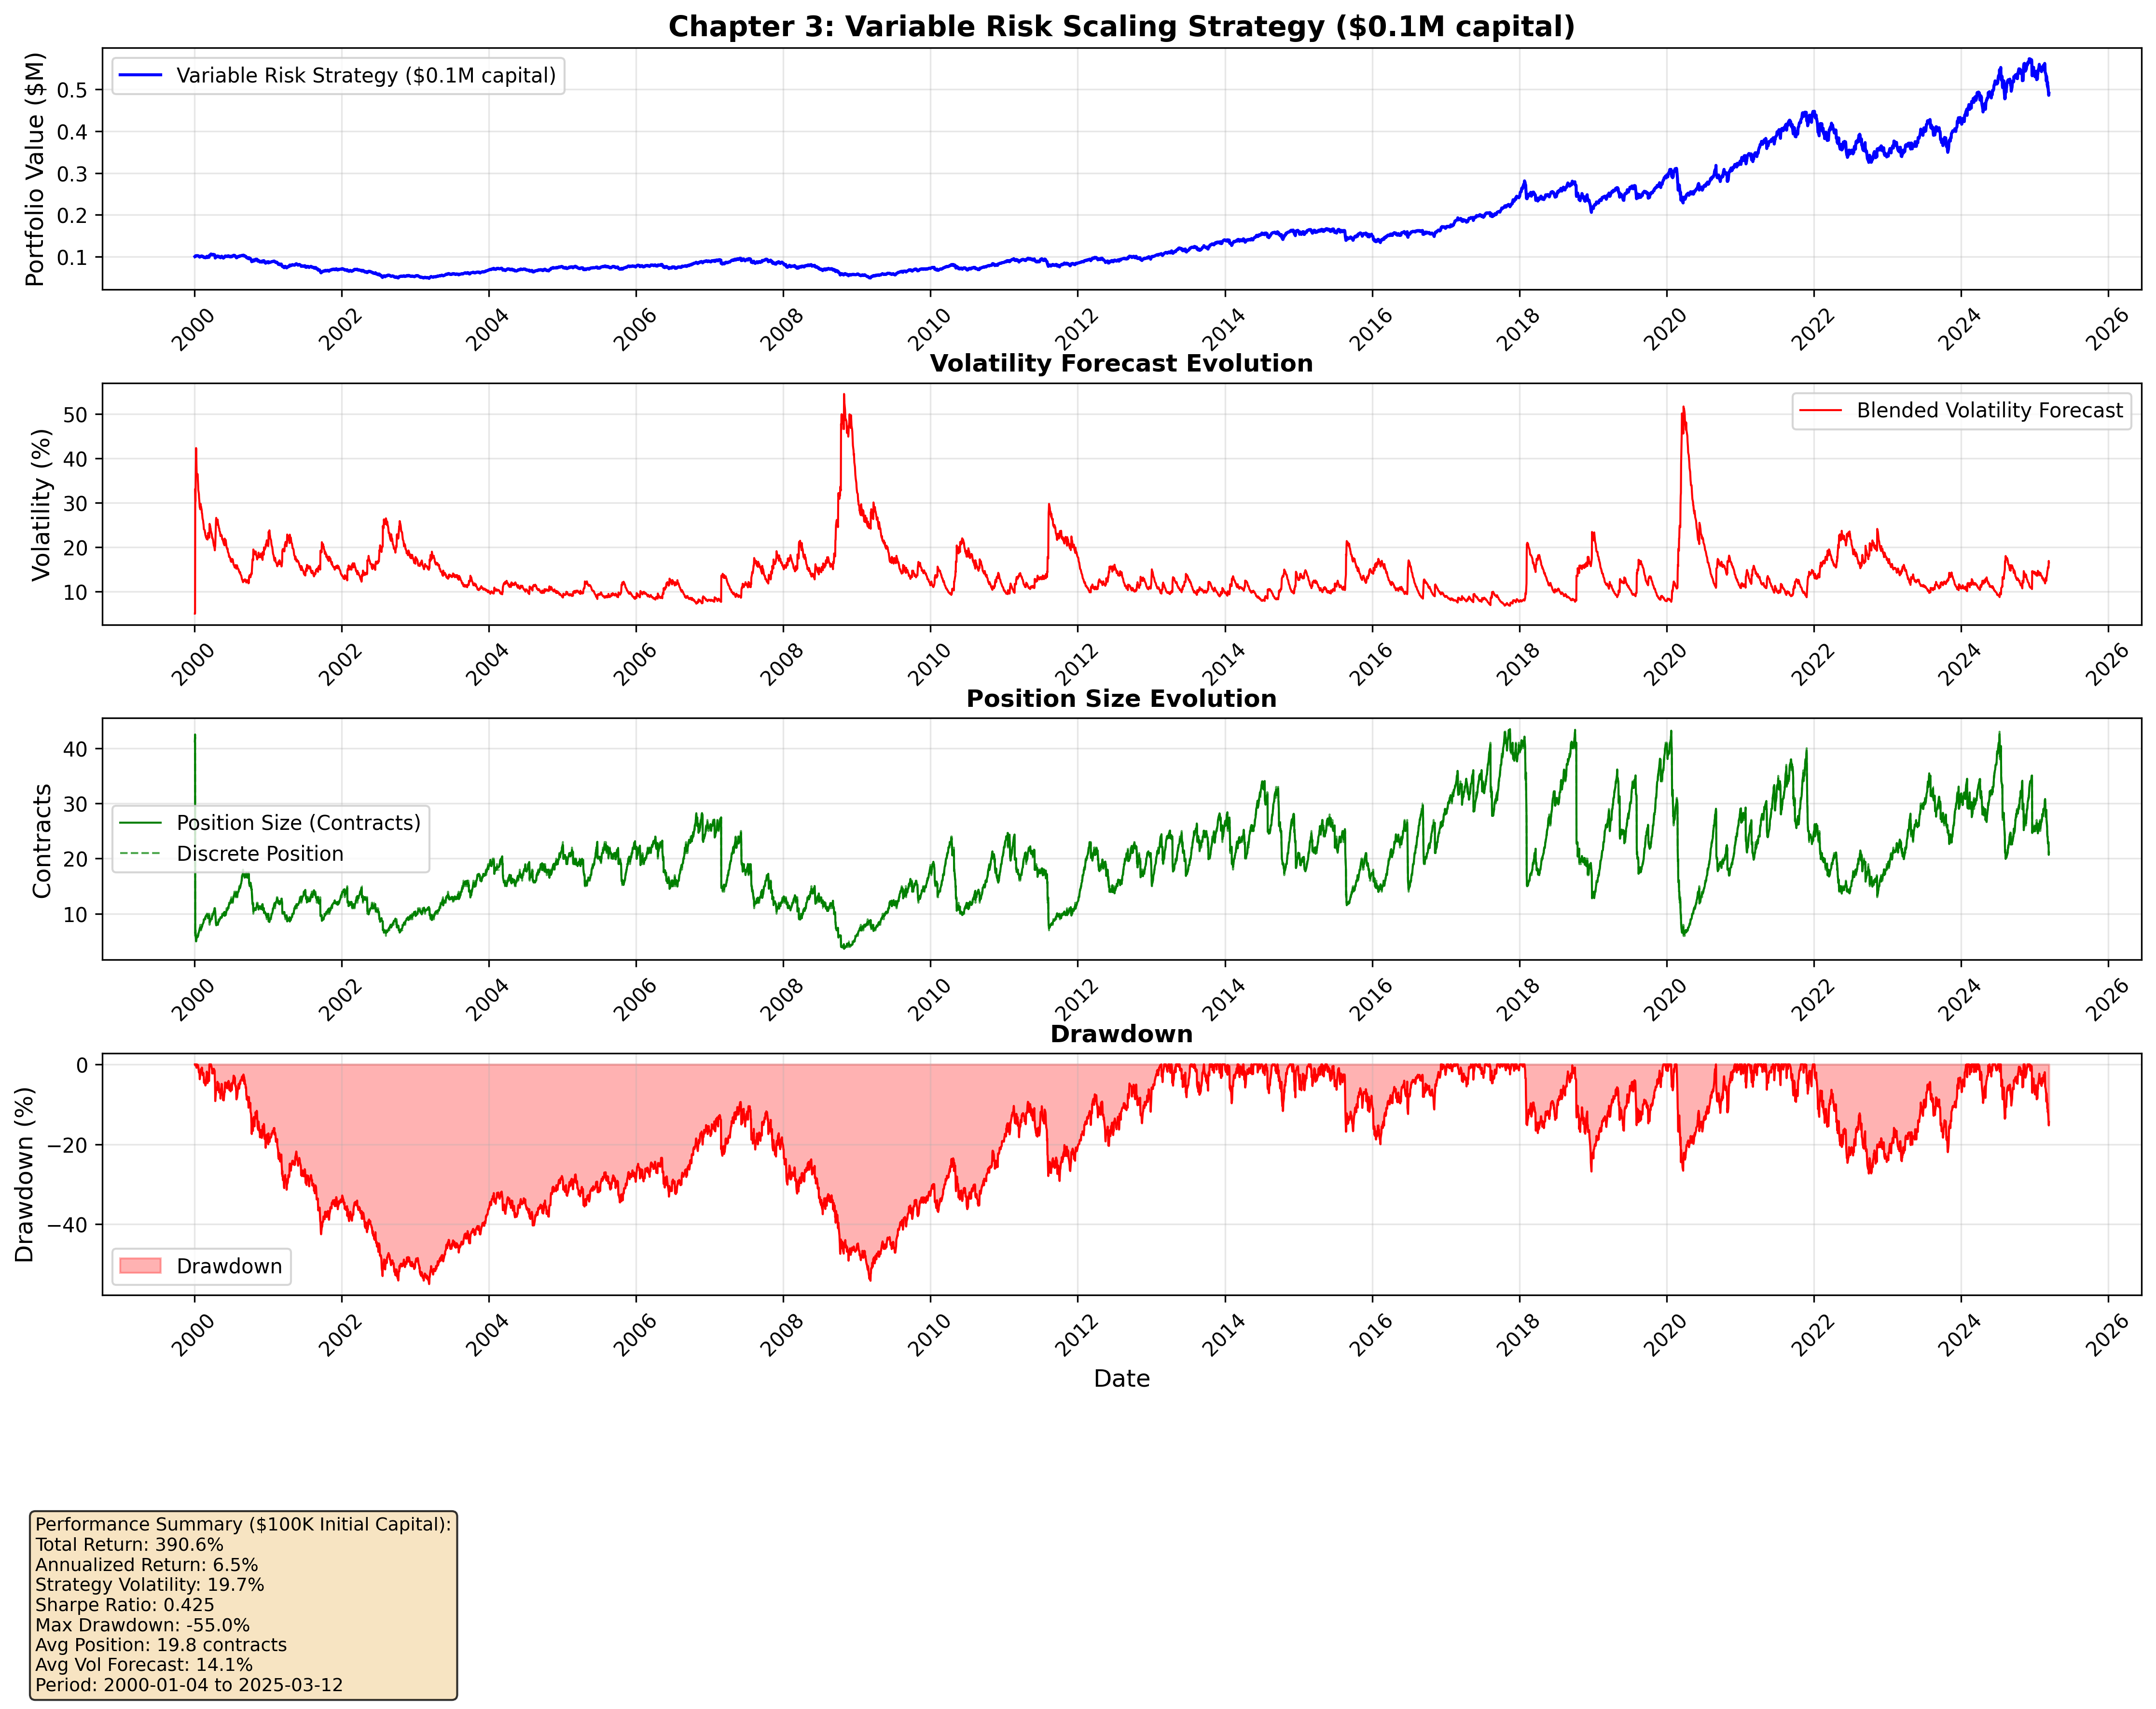 Chapter 3: Variable Risk Scaling Strategy ($0.1M capital)
Portfolio Value ($M)
Variable Risk Strategy ($0.1M capital)
0.5
0.4
0.3
0.2
0.1
2000 2002 2004 2006 2008 2010 2012 2014 2016 2018 2020 2022 2024 2026
Volatility Forecast Evolution
Volatility (%)
Blended Volatility Forecast
50
40
30
20
10
2000 2002 2004 2006 2008 2010 2012 2014 2016 2018 2020 2022 2024 2026
Position Size Evolution
Contracts
40
30
20
10
Position Size (Contracts)
Discrete Position
2000 2002 2004 2006 2008 2010 2012 2014 2016 2018 2020 2022 2024 2026
Drawdown
Drawdown (%)
0
−20
−40
Drawdown
2000 2002 2004 2006 2008 2010 2012 2014 2016 2018 2020 2022 2024 2026
Date
Performance Summary ($100K Initial Capital):
Total Return: 390.6%
Annualized Return: 6.5%
Strategy Volatility: 19.7%
Sharpe Ratio: 0.425
Max Drawdown: -55.0%
Avg Position: 19.8 contracts
Avg Vol Forecast: 14.1%
Period: 2000-01-04 to 2025-03-12